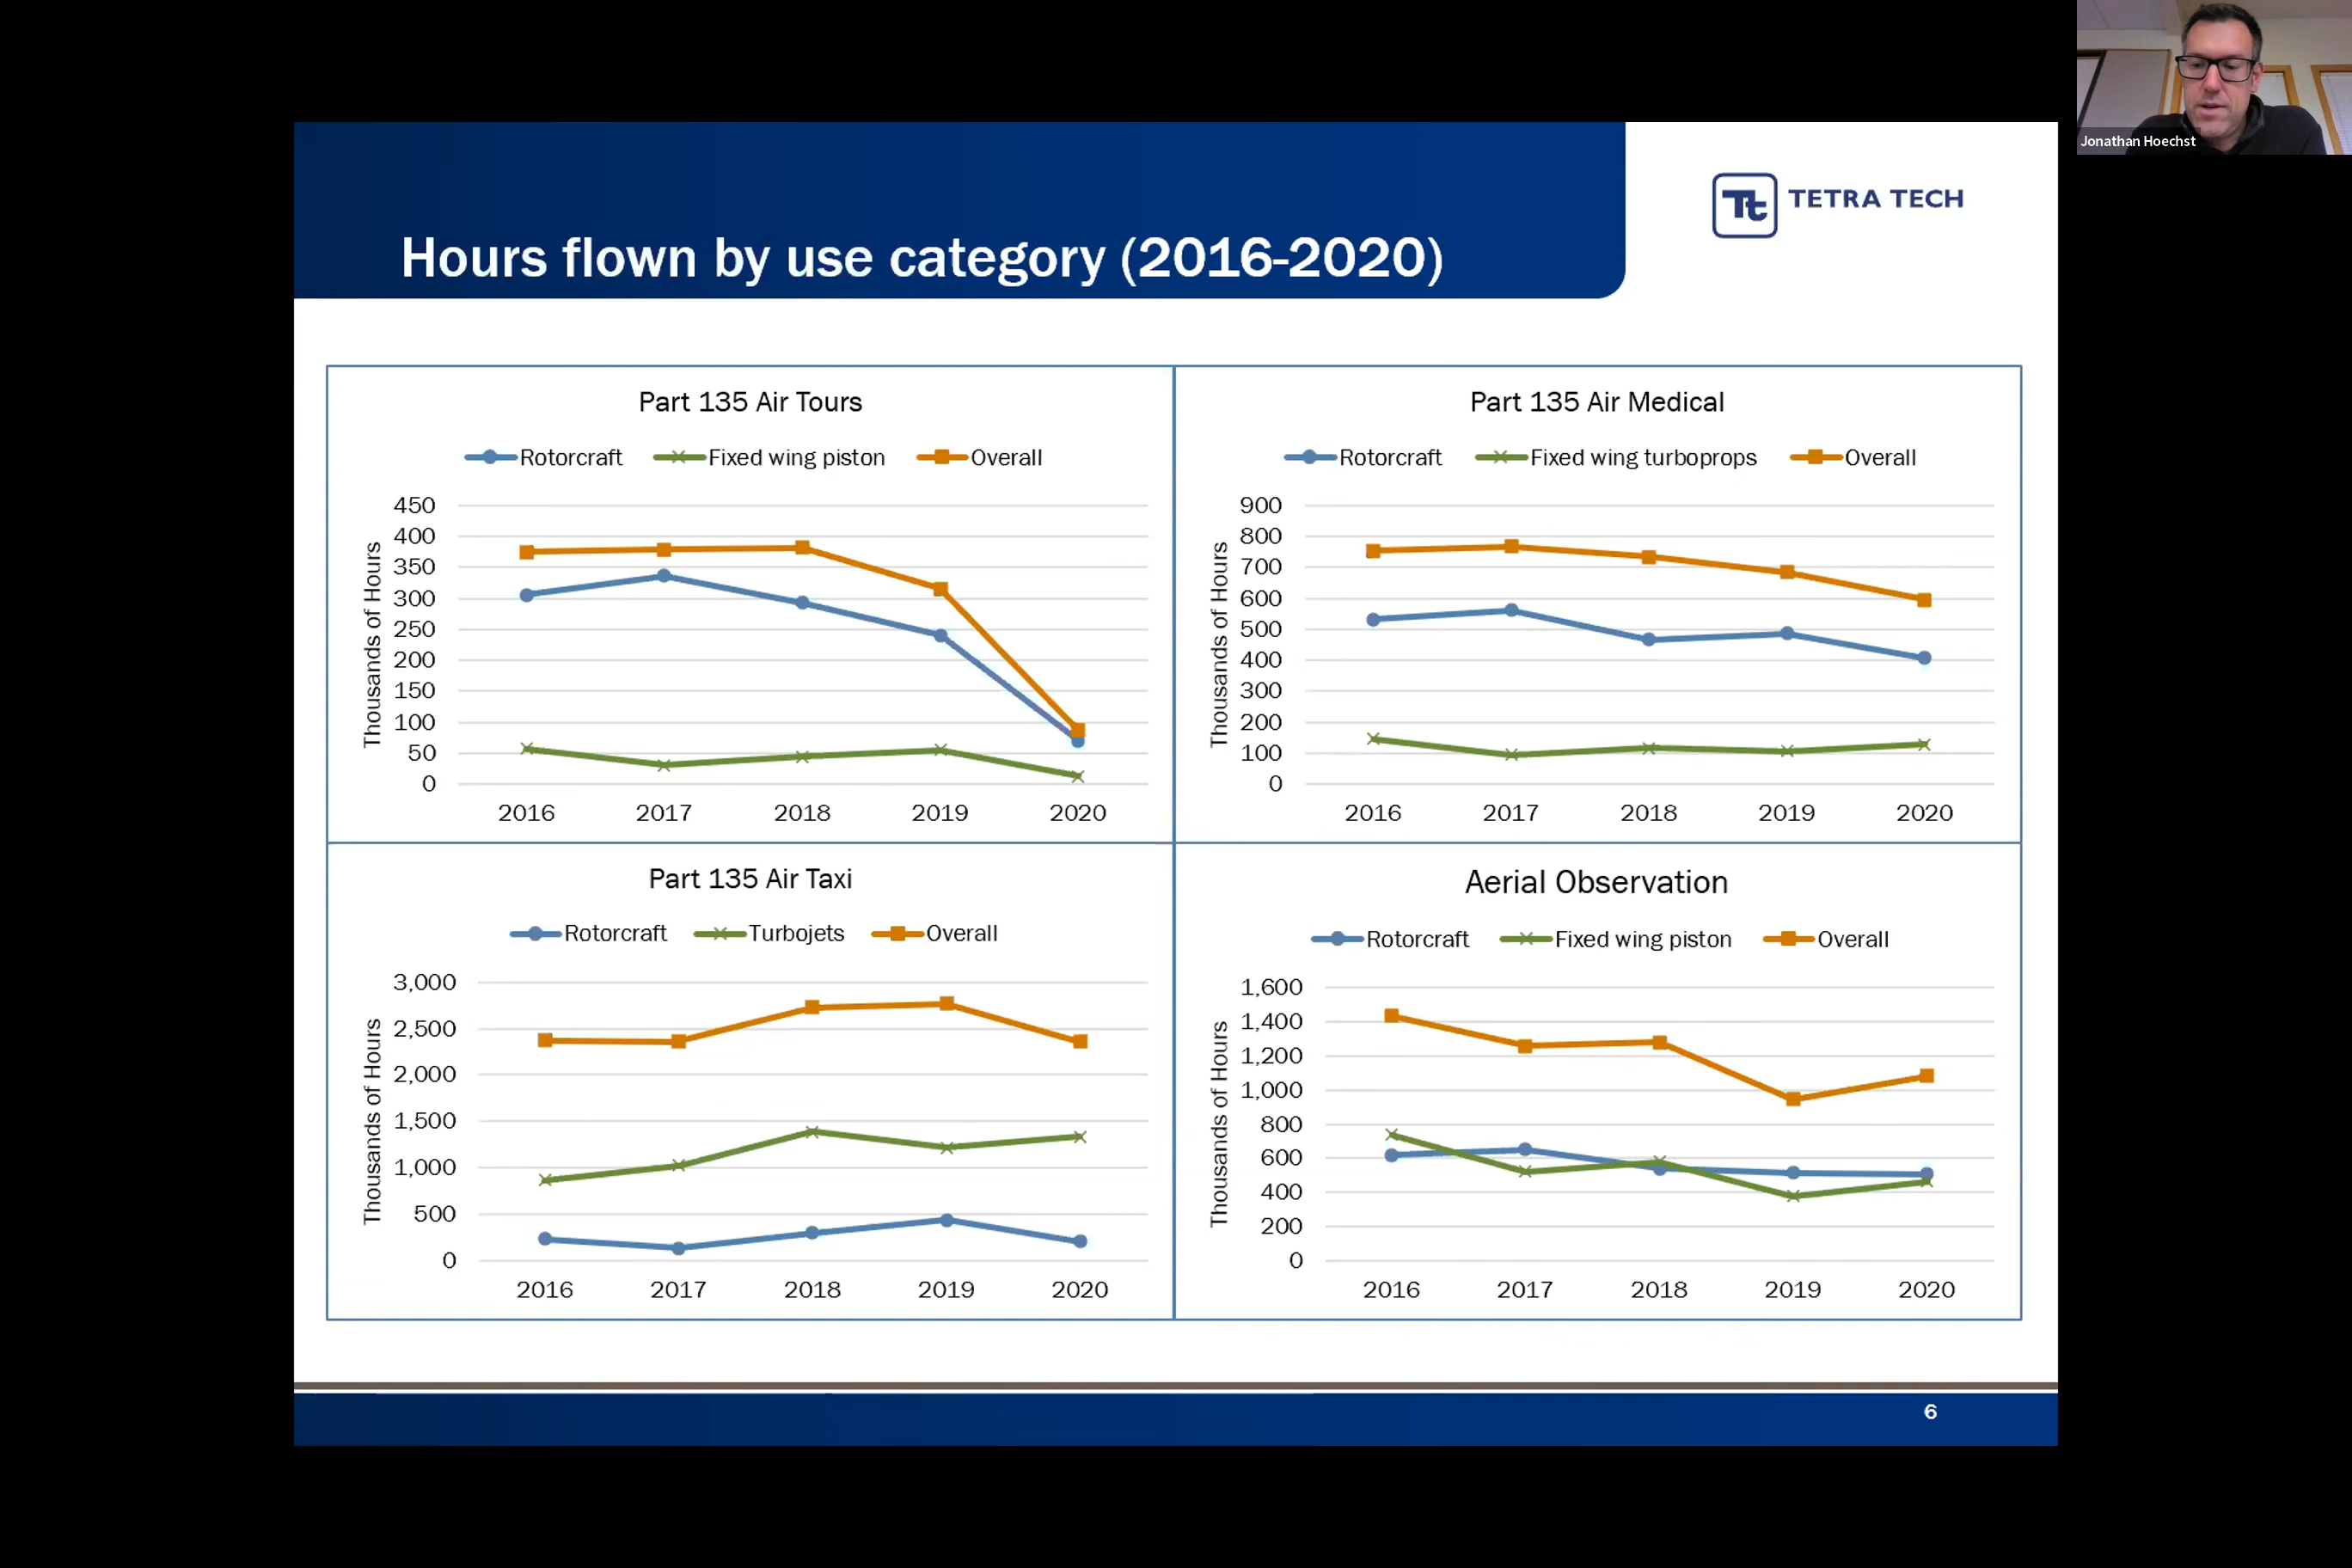 Jonathan Hoechst
TETRA TECH
Hours flown by use category (2016-2020)
Part 135 Air Tours
Rotorcraft Fixed wing piston Overall
Thousands of Hours
450
400
350
300
250
200
150
100
50
0
2016 2017 2018 2019 2020
Part 135 Air Medical
Rotorcraft Fixed wing turboprops Overall
Thousands of Hours
900
800
700
600
500
400
300
200
100
0
2016 2017 2018 2019 2020
Part 135 Air Taxi
Rotorcraft Turbojets Overall
Thousands of Hours
3,000
2,500
2,000
1,500
1,000
500
0
2016 2017 2018 2019 2020
Aerial Observation
Rotorcraft Fixed wing piston Overall
Thousands of Hours
1,600
1,400
1,200
1,000
800
600
400
200
0
2016 2017 2018 2019 2020
6